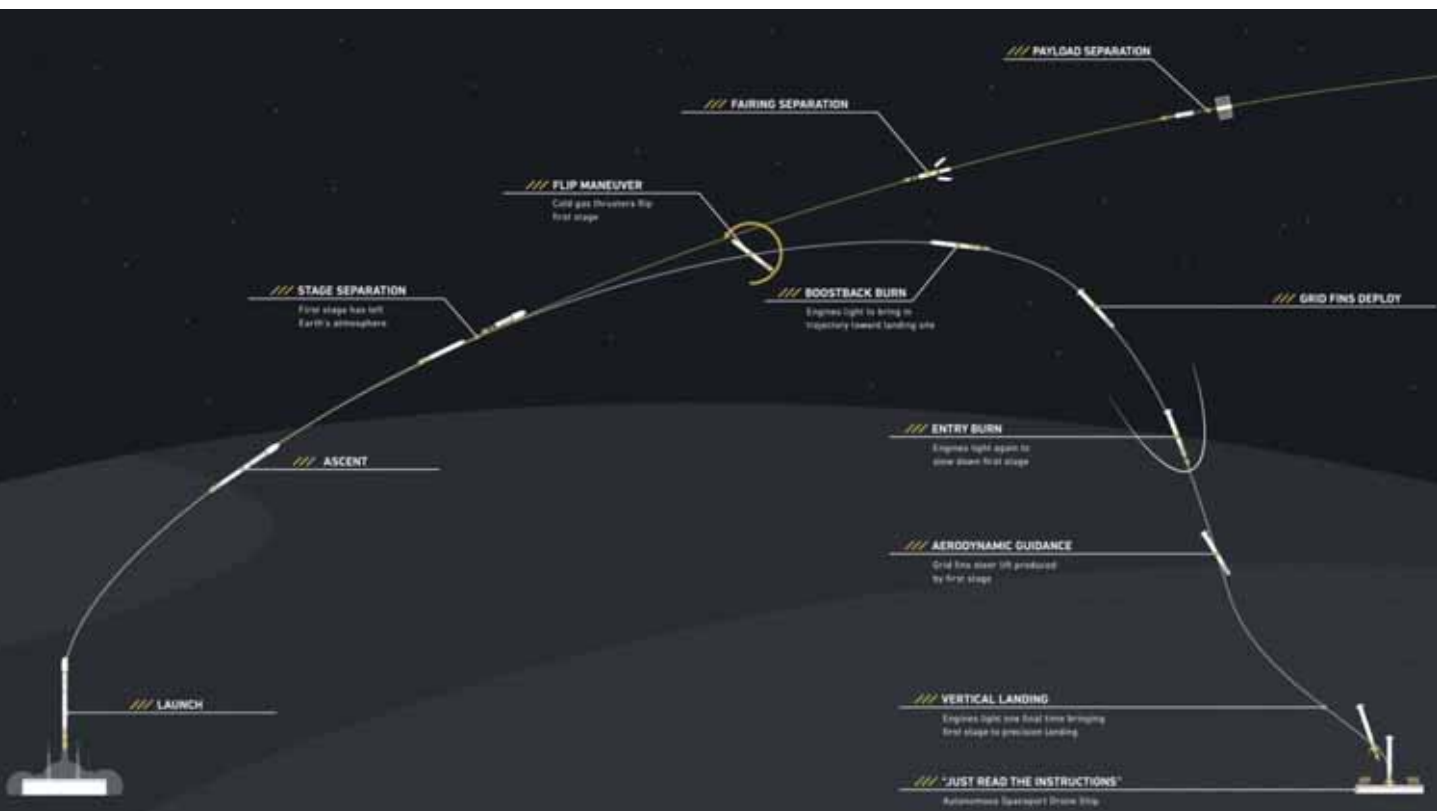 /// PAYLOAD SEPARATION
/// FAIRING SEPARATION
/// FLIP MANEUVER
Cold gas thrusters flip
first stage
/// STAGE SEPARATION
First stage has left
Earth's atmosphere
/// BOOSTBACK BURN
Engines light to bring in
trajectory toward landing site
/// GRID FINS DEPLOY
/// ASCENT
/// ENTRY BURN
Engines light again to
slow down first stage
/// AERODYNAMIC GUIDANCE
Grid fins steer lift produced
by first stage
/// LAUNCH
/// VERTICAL LANDING
Engines light one final time bringing
first stage to precision landing
/// "JUST READ THE INSTRUCTIONS"
Autonomous Spaceport Drone Ship